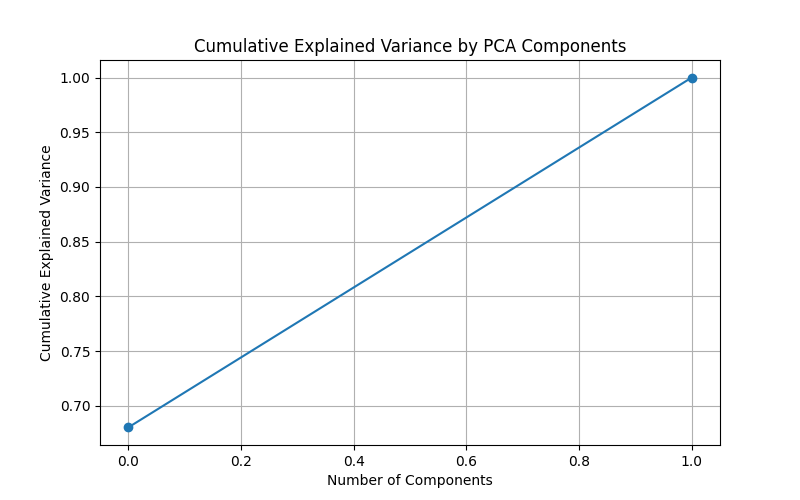 Cumulative Explained Variance by PCA Components
Cumulative Explained Variance
1.00
0.95
0.90
0.85
0.80
0.75
0.70
0.0 0.2 0.4 0.6 0.8 1.0
Number of Components